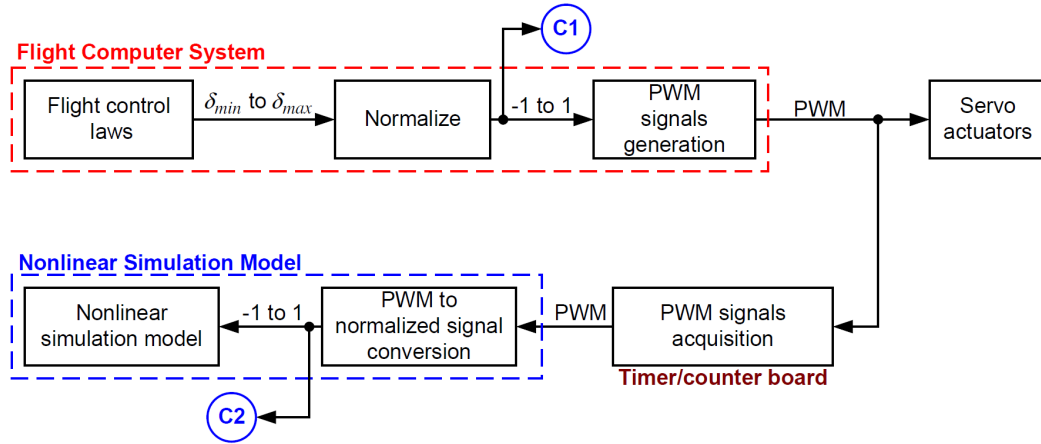 C1
Flight Computer System
Flight control
laws
δmin to δmax
Normalize
-1 to 1
PWM
signals
generation
PWM
Servo
actuators
Nonlinear Simulation Model
Nonlinear
simulation model
-1 to 1
PWM to
normalized signal
conversion
PWM
PWM signals
acquisition
Timer/counter board
C2